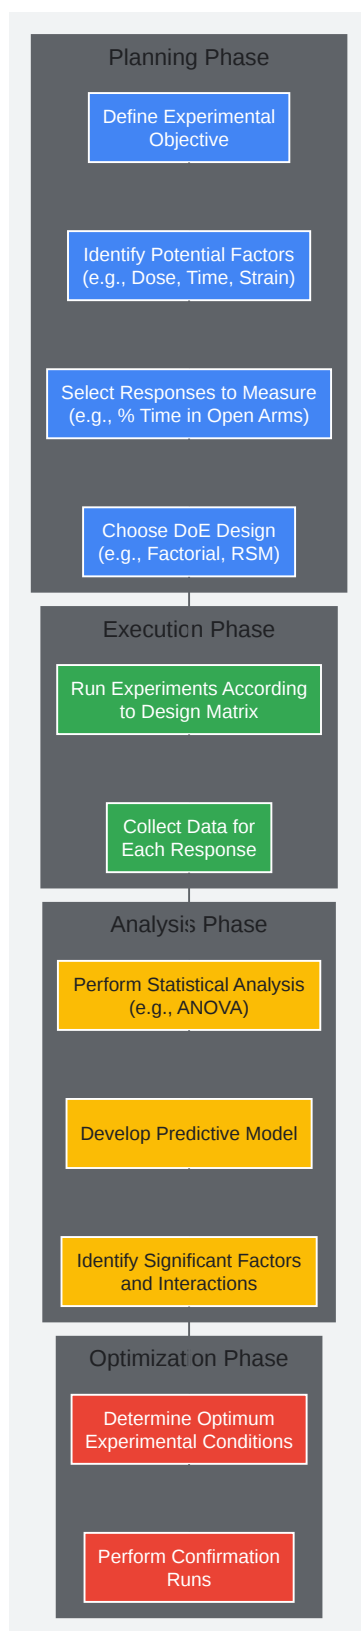 Planning Phase
Define Experimental
Objective
Identify Potential Factors
(e.g., Dose, Time, Strain)
Select Responses to Measure
(e.g., % Time in Open Arms)
Choose DoE Design
(e.g., Factorial, RSM)
Execution Phase
Run Experiments According
to Design Matrix
Collect Data for
Each Response
Analysis Phase
Perform Statistical Analysis
(e.g., ANOVA)
Develop Predictive Model
Identify Significant Factors
and Interactions
Optimization Phase
Determine Optimum
Experimental Conditions
Perform Confirmation
Runs